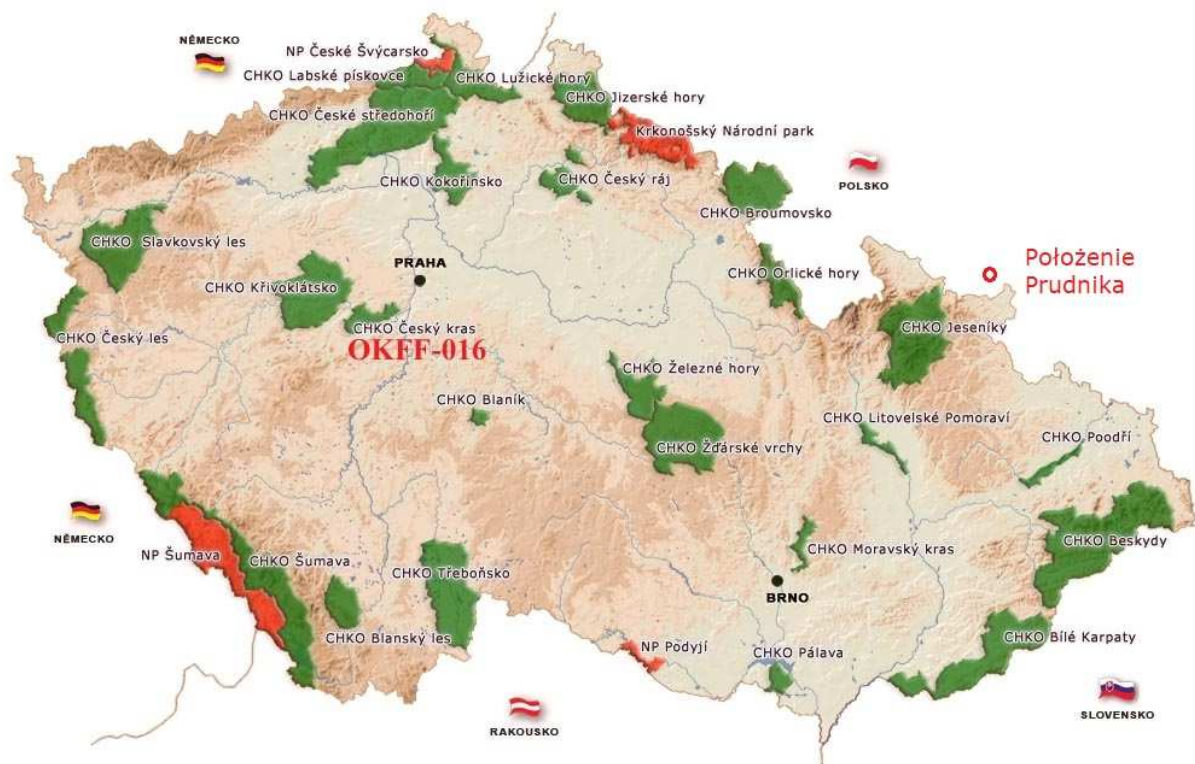 NĚMECKO
NP České Švýcarsko
CHKO Labské pískovce
CHKO Lužické hory
CHKO České středohoří
CHKO Jizerské hory
Krkonošský Národní park
POLSKO
CHKO Kokořínsko
CHKO Český ráj
CHKO Broumovsko
CHKO Slavkovský les
PRAHA
CHKO Orlické hory
Położenie
Prudnika
CHKO Křivoklátsko
CHKO Český les
CHKO Český kras
OKFF-016
CHKO Jeseníky
CHKO Železné hory
CHKO Blaník
CHKO Litovelské Pomoraví
CHKO Žďárské vrchy
CHKO Poodří
NĚMECKO
NP Šumava
CHKO Šumava
CHKO Třeboňsko
CHKO Moravský kras
CHKO Beskydy
BRNO
CHKO Blanský les
NP Podyjí
CHKO Pálava
CHKO Bílé Karpaty
RAKOUSKO
SLOVENSKO